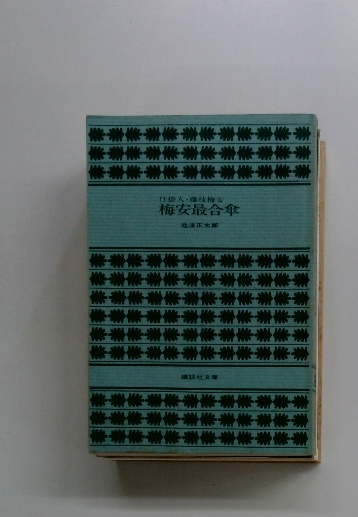 仕掛人・藤枝梅安
梅安最合傘
池波正太郎
講談社文庫